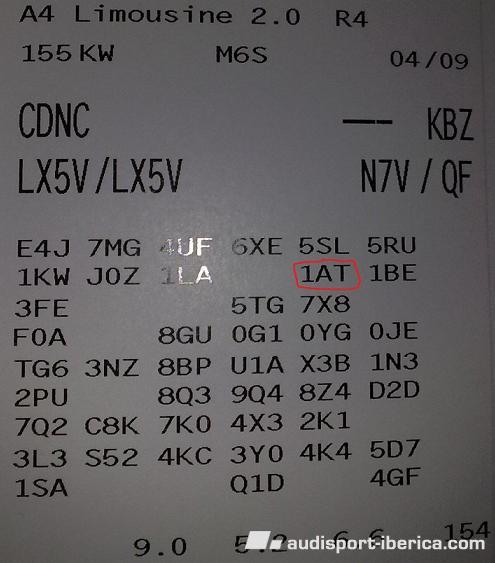 A4 Limousine 2.0 R4
155 KW M6S 04/09
CDNC --- KBZ
LX5V/LX5V N7V / QF
E4J 7MG 4UF 6XE 5SL 5RU
1KW J0Z 1LA 1AT 1BE
3FE 5TG 7X8
F0A 8GU 0G1 0YG 0JE
TG6 3NZ 8BP U1A X3B 1N3
2PU 8Q3 9Q4 8Z4 D2D
7Q2 C8K 7K0 4X3 2K1
3L3 S52 4KC 3Y0 4K4 5D7
1SA Q1D 4GF
9.0 154
audisport-iberica.com